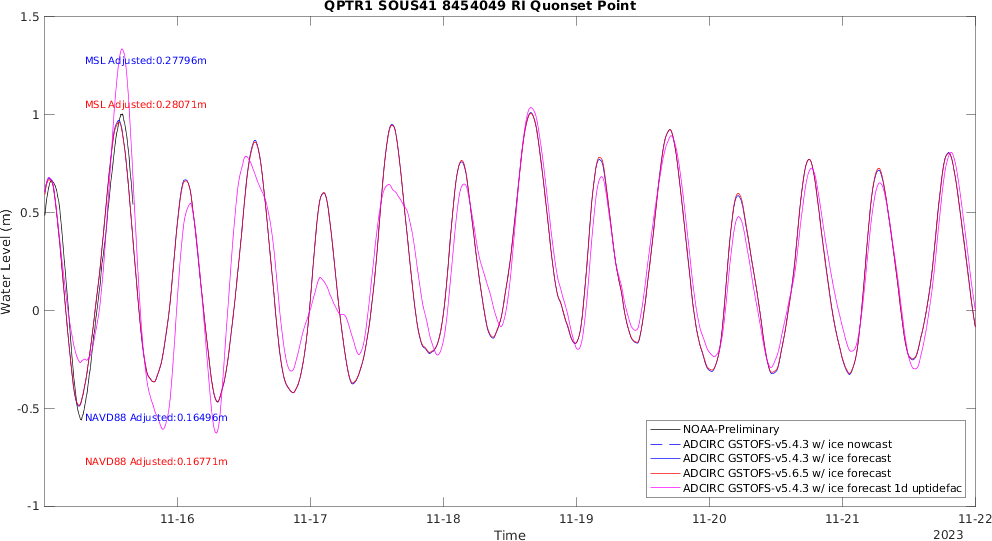 QPTR1 SOUS41 8454049 RI Quonset Point
1.5
1
0.5
0
-0.5
-1
Water Level (m)
MSL Adjusted:0.27796m
MSL Adjusted:0.28071m
NAVD88 Adjusted:0.16496m
NAVD88 Adjusted:0.16771m
NOAA-Preliminary
ADCIRC GSTOFS-v5.4.3 w/ ice nowcast
ADCIRC GSTOFS-v5.4.3 w/ ice forecast
ADCIRC GSTOFS-v5.6.5 w/ ice forecast
ADCIRC GSTOFS-v5.4.3 w/ ice forecast 1d uptidefac
11-16 11-17 11-18 11-19 11-20 11-21 11-22
Time
2023